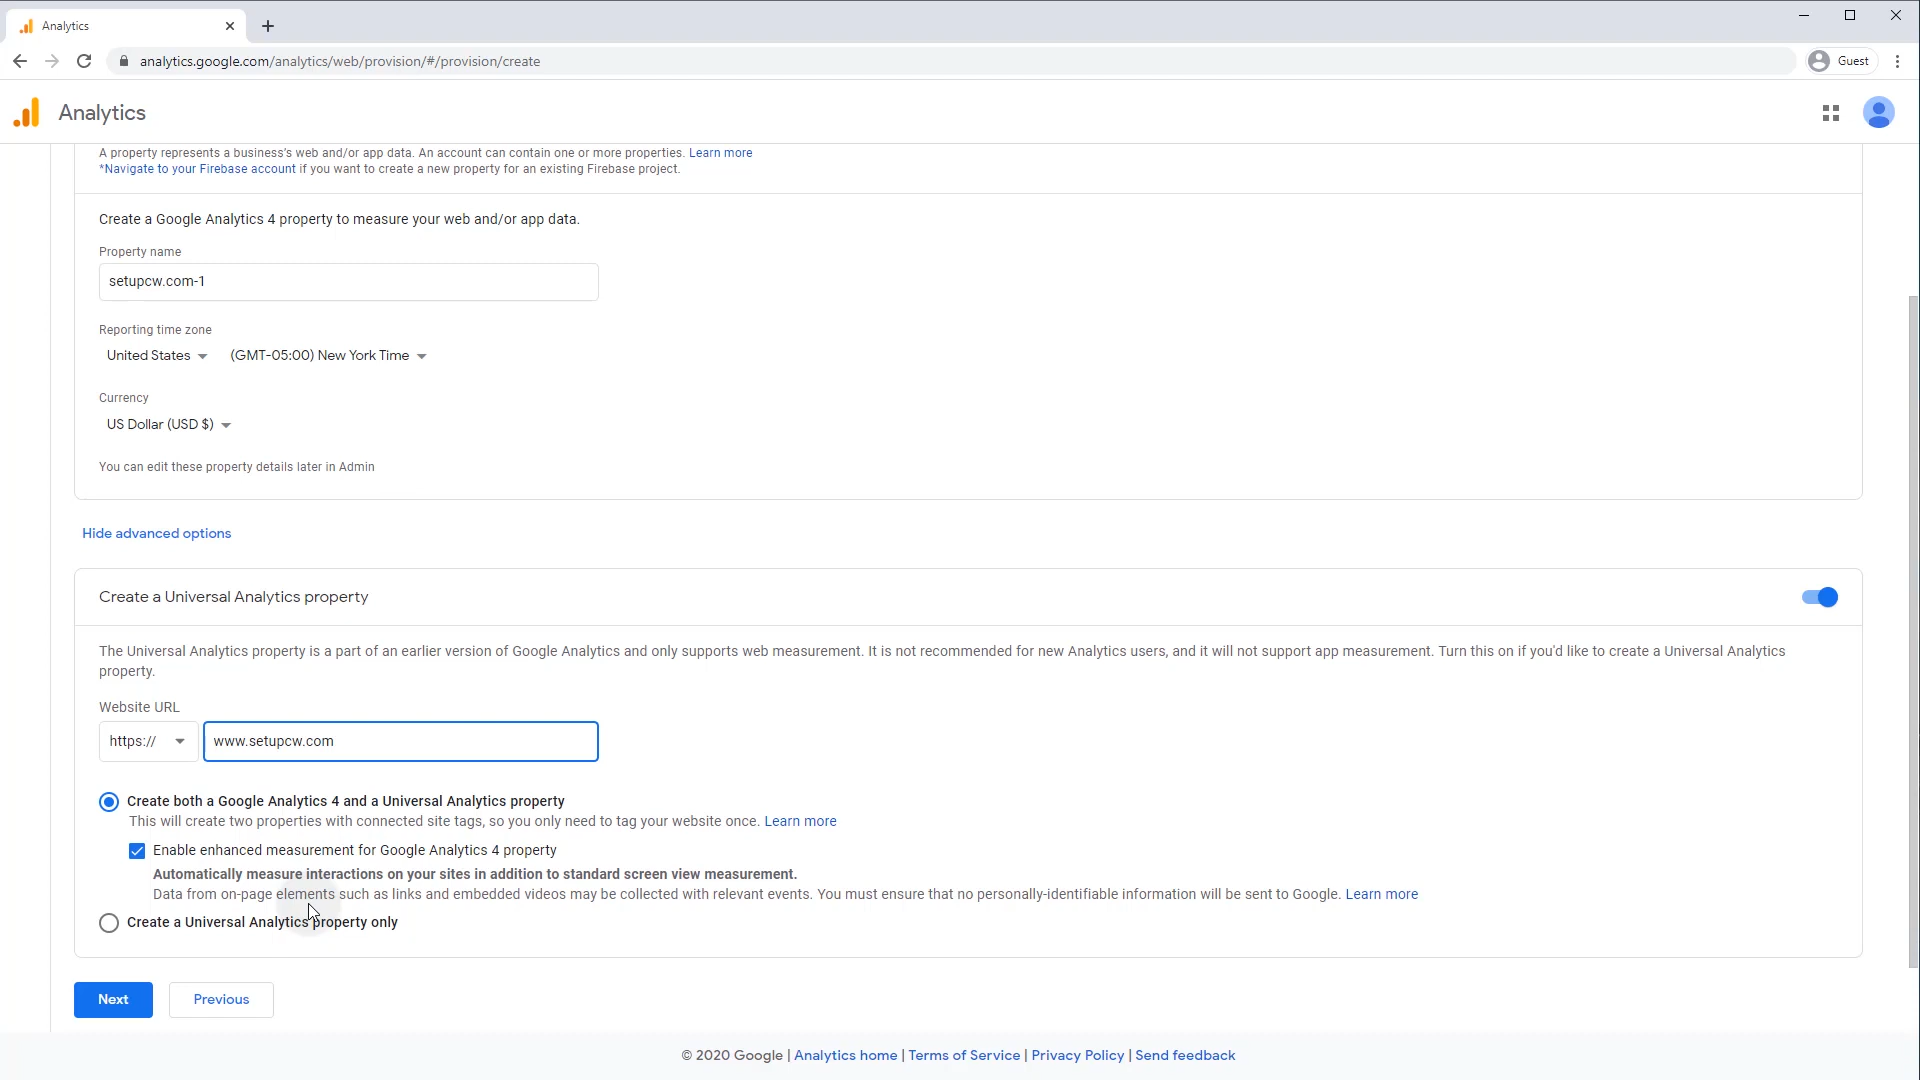 Analytics
analytics.google.com/analytics/web/provision/#/provision/create
Guest
Analytics
A property represents a business's web and/or app data. An account can contain one or more properties. Learn more
*Navigate to your Firebase account if you want to create a new property for an existing Firebase project.
Create a Google Analytics 4 property to measure your web and/or app data.
Property name
setupcw.com-1
Reporting time zone
United States (GMT-05:00) New York Time
Currency
US Dollar (USD $)
You can edit these property details later in Admin
Hide advanced options
Create a Universal Analytics property
The Universal Analytics property is a part of an earlier version of Google Analytics and only supports web measurement. It is not recommended for new Analytics users, and it will not support app measurement. Turn this on if you'd like to create a Universal Analytics
property.
Website URL
https:// www.setupcw.com
Create both a Google Analytics 4 and a Universal Analytics property
This will create two properties with connected site tags, so you only need to tag your website once. Learn more
Enable enhanced measurement for Google Analytics 4 property
Automatically measure interactions on your sites in addition to standard screen view measurement.
Data from on-page elements such as links and embedded videos may be collected with relevant events. You must ensure that no personally-identifiable information will be sent to Google. Learn more
Create a Universal Analytics property only
Next Previous
© 2020 Google | Analytics home | Terms of Service | Privacy Policy | Send feedback